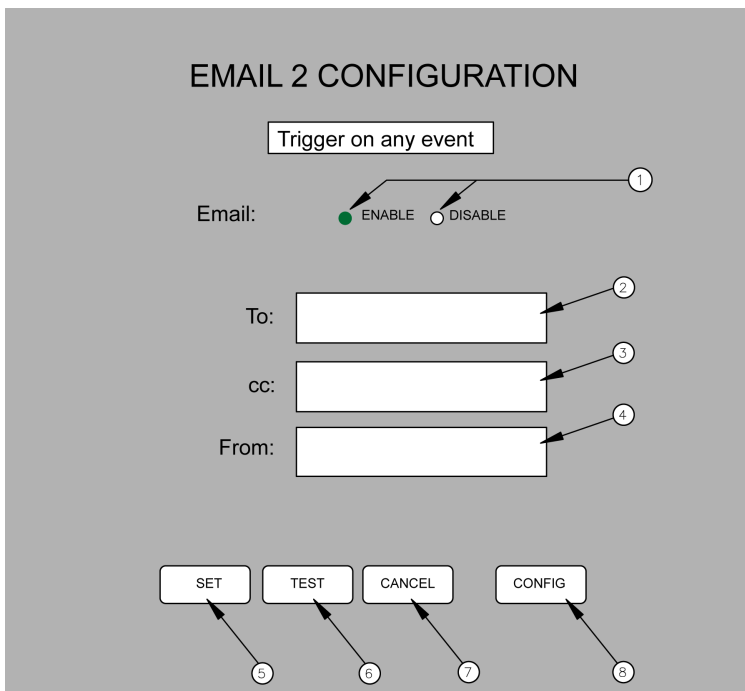 EMAIL 2 CONFIGURATION
Trigger on any event
1
Email: ENABLE DISABLE
2
To:
3
cc:
4
From:
SET TEST CANCEL CONFIG
5 6 7 8